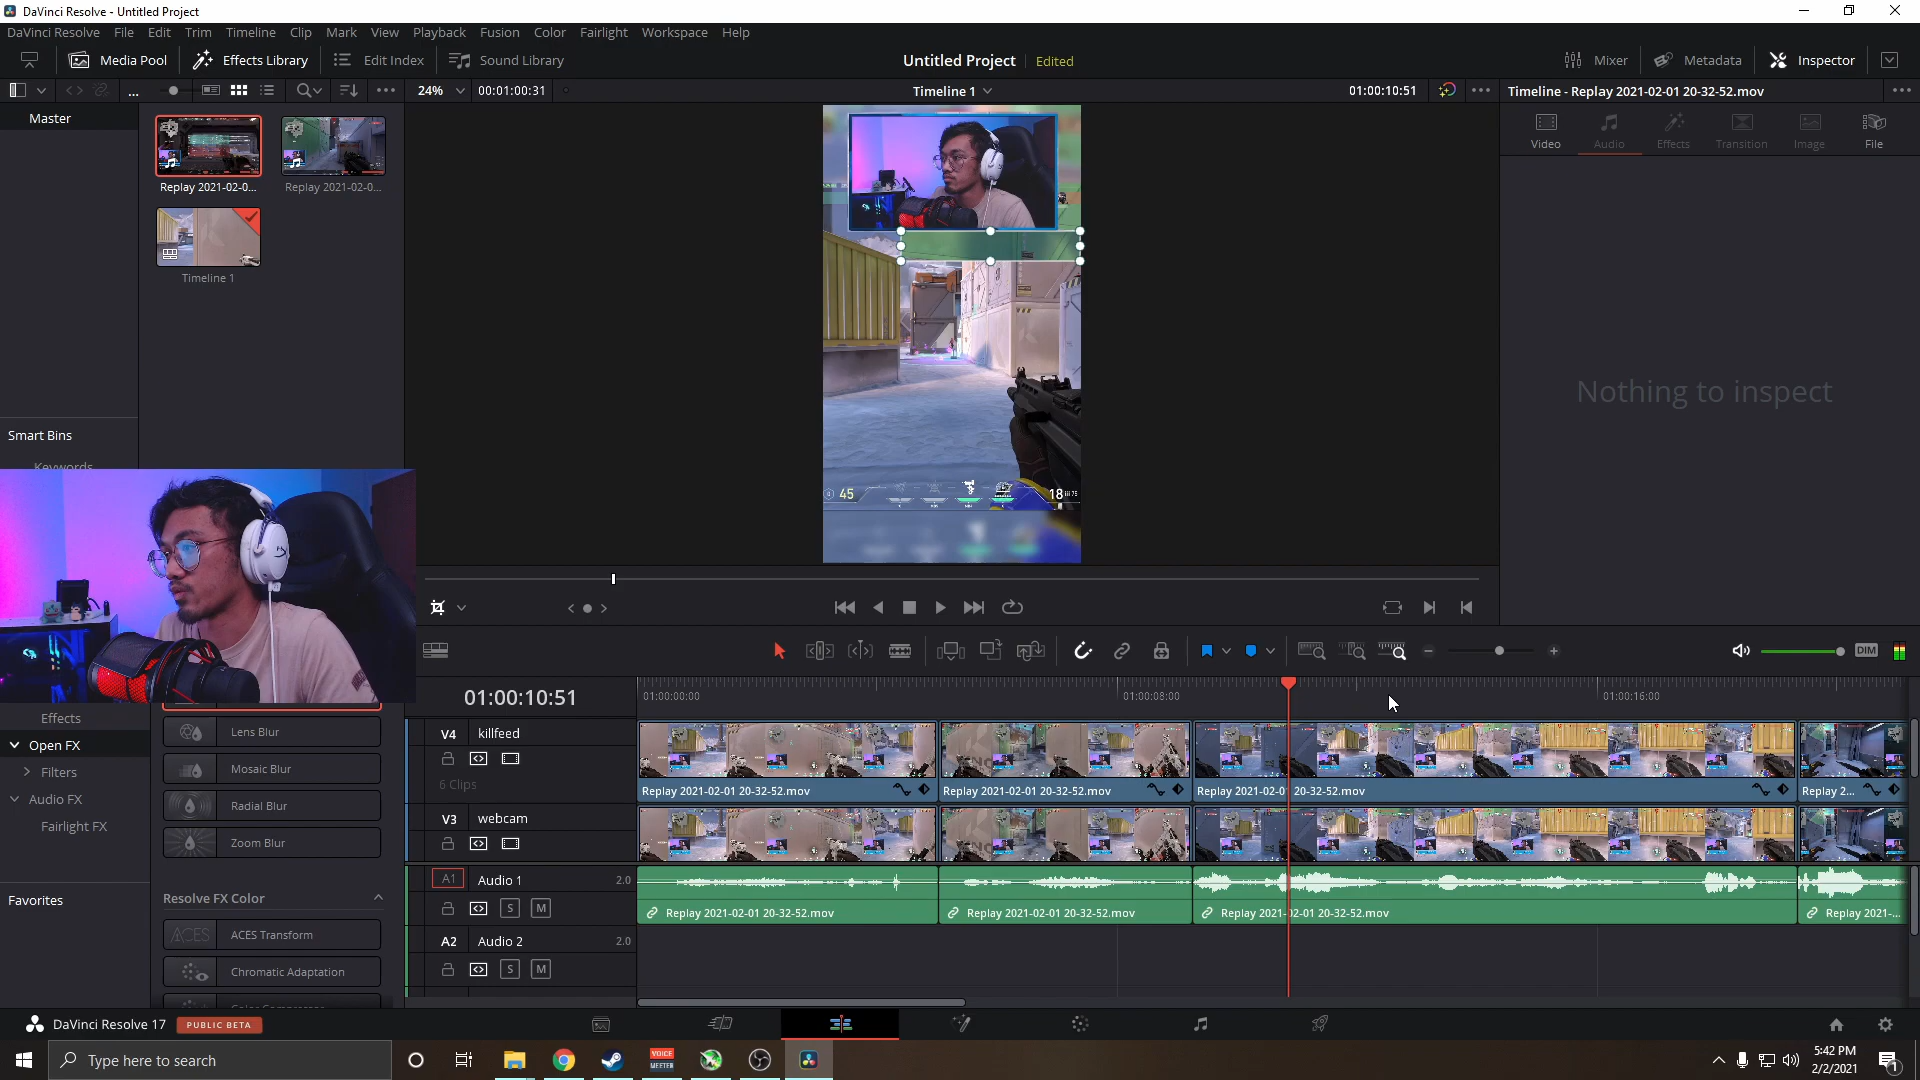 DaVinci Resolve - Untitled Project
DaVinci Resolve File Edit Trim Timeline Clip Mark View Playback Fusion Color Fairlight Workspace Help
Media Pool Effects Library Edit Index Sound Library Untitled Project Edited Mixer Metadata Inspector
... 24% 00:01:00:31 Timeline 1 01:00:10:51 Timeline - Replay 2021-02-01 20-32-52.mov
Master
Video Audio Effects Transition Image File
Replay 2021-02-0... Replay 2021-02-0...
Timeline 1
Nothing to inspect
Smart Bins
Keywords
45 18 75
DIM
01:00:10:51 01:00:00:00 01:00:08:00 01:00:16:00
Effects
Open FX
Filters
Audio FX
Fairlight FX
Favorites
Lens Blur
Mosaic Blur
Radial Blur
Zoom Blur
Resolve FX Color
ACES ACES Transform
Chromatic Adaptation
V4 killfeed
6 Clips
Replay 2021-02-01 20-32-52.mov Replay 2021-02-01 20-32-52.mov Replay 2021-02-01 20-32-52.mov Replay 2...
V3 webcam
A1 Audio 1 2.0
S M
Replay 2021-02-01 20-32-52.mov Replay 2021-02-01 20-32-52.mov Replay 2021-02-01 20-32-52.mov Replay 2021-...
A2 Audio 2 2.0
S M
DaVinci Resolve 17 PUBLIC BETA
Type here to search
VOICE
MEETER
5:42 PM
2/2/2021
1